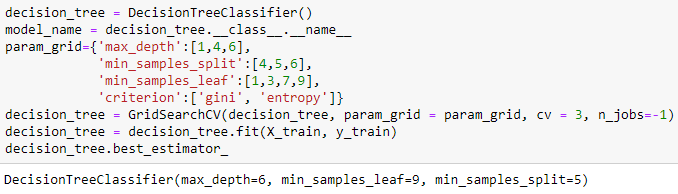 decision_tree = DecisionTreeClassifier()
model_name = decision_tree.__class__.__name__
param_grid={'max_depth':[1,4,6],
            'min_samples_split':[4,5,6],
            'min_samples_leaf':[1,3,7,9],
            'criterion':['gini', 'entropy']}
decision_tree = GridSearchCV(decision_tree, param_grid = param_grid, cv = 3, n_jobs=-1)
decision_tree = decision_tree.fit(X_train, y_train)
decision_tree.best_estimator_
DecisionTreeClassifier(max_depth=6, min_samples_leaf=9, min_samples_split=5)